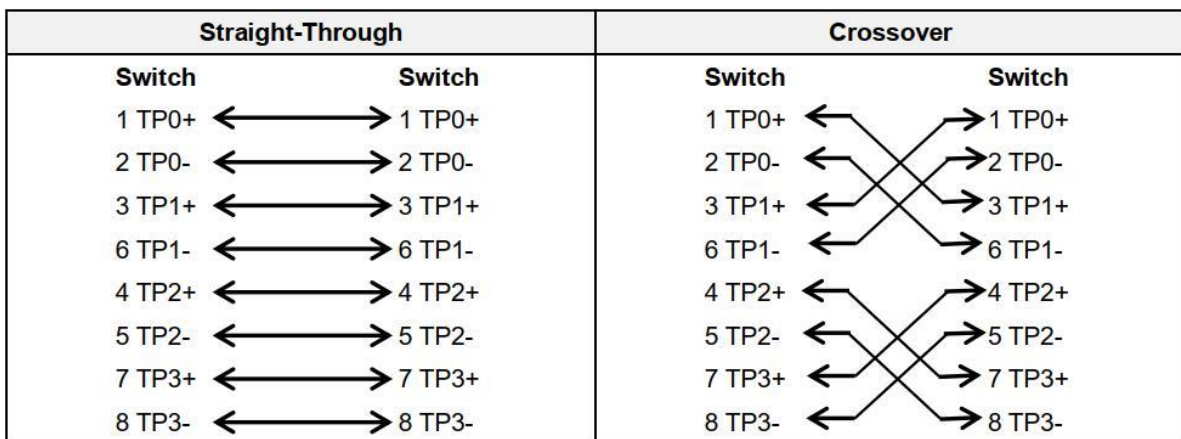 Straight-Through Crossover
Switch Switch Switch Switch
1 TP0+ 1 TP0+ 1 TP0+ 1 TP0+
2 TP0- 2 TP0- 2 TP0- 2 TP0-
3 TP1+ 3 TP1+ 3 TP1+ 3 TP1+
6 TP1- 6 TP1- 6 TP1- 6 TP1-
4 TP2+ 4 TP2+ 4 TP2+ 4 TP2+
5 TP2- 5 TP2- 5 TP2- 5 TP2-
7 TP3+ 7 TP3+ 7 TP3+ 7 TP3+
8 TP3- 8 TP3- 8 TP3- 8 TP3-